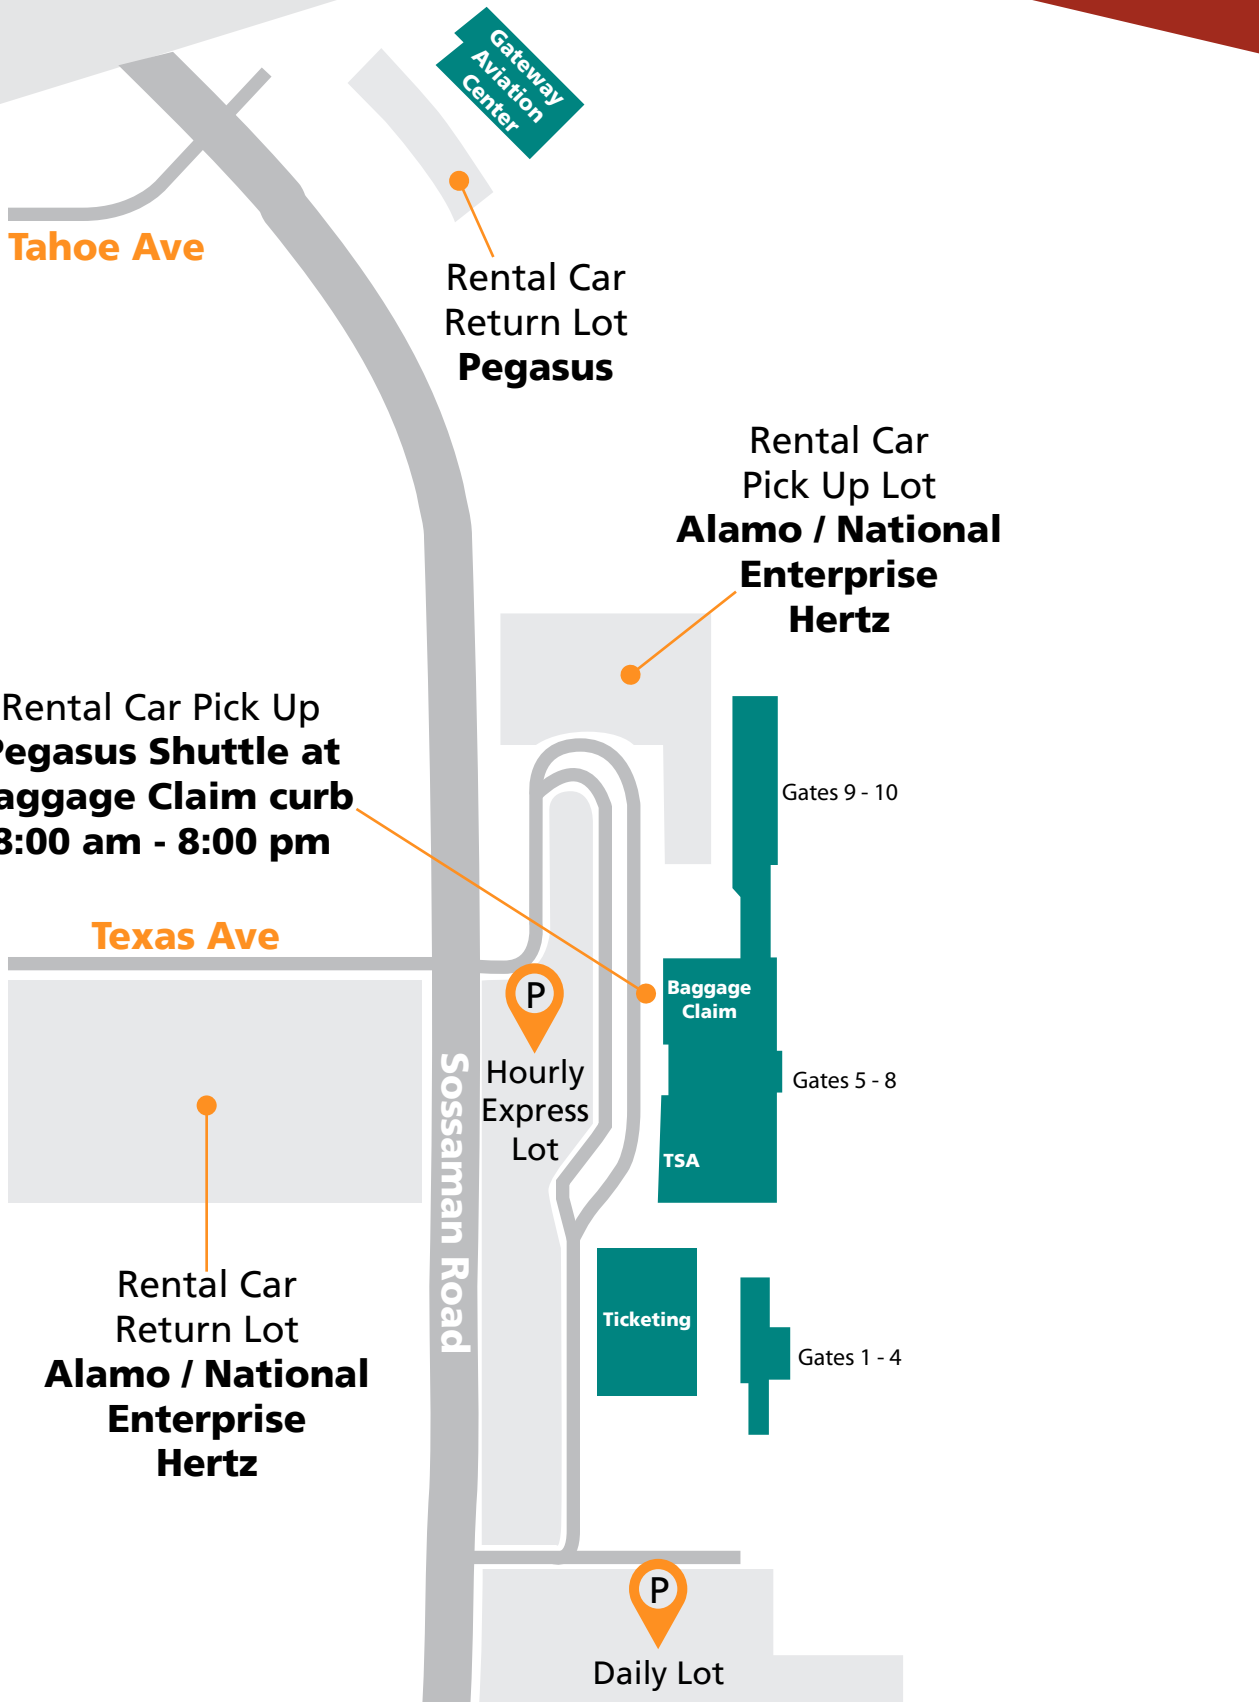 Gateway
Aviation
Center
Tahoe Ave
Rental Car
Return Lot
Pegasus
Rental Car
Pick Up Lot
Alamo / National
Enterprise
Hertz
Rental Car Pick Up
Pegasus Shuttle at
Baggage Claim curb
8:00 am - 8:00 pm
Gates 9 - 10
Texas Ave
P
Hourly
Express
Lot
Baggage
Claim
Gates 5 - 8
TSA
Sossaman Road
Rental Car
Return Lot
Alamo / National
Enterprise
Hertz
Ticketing
Gates 1 - 4
P
Daily Lot